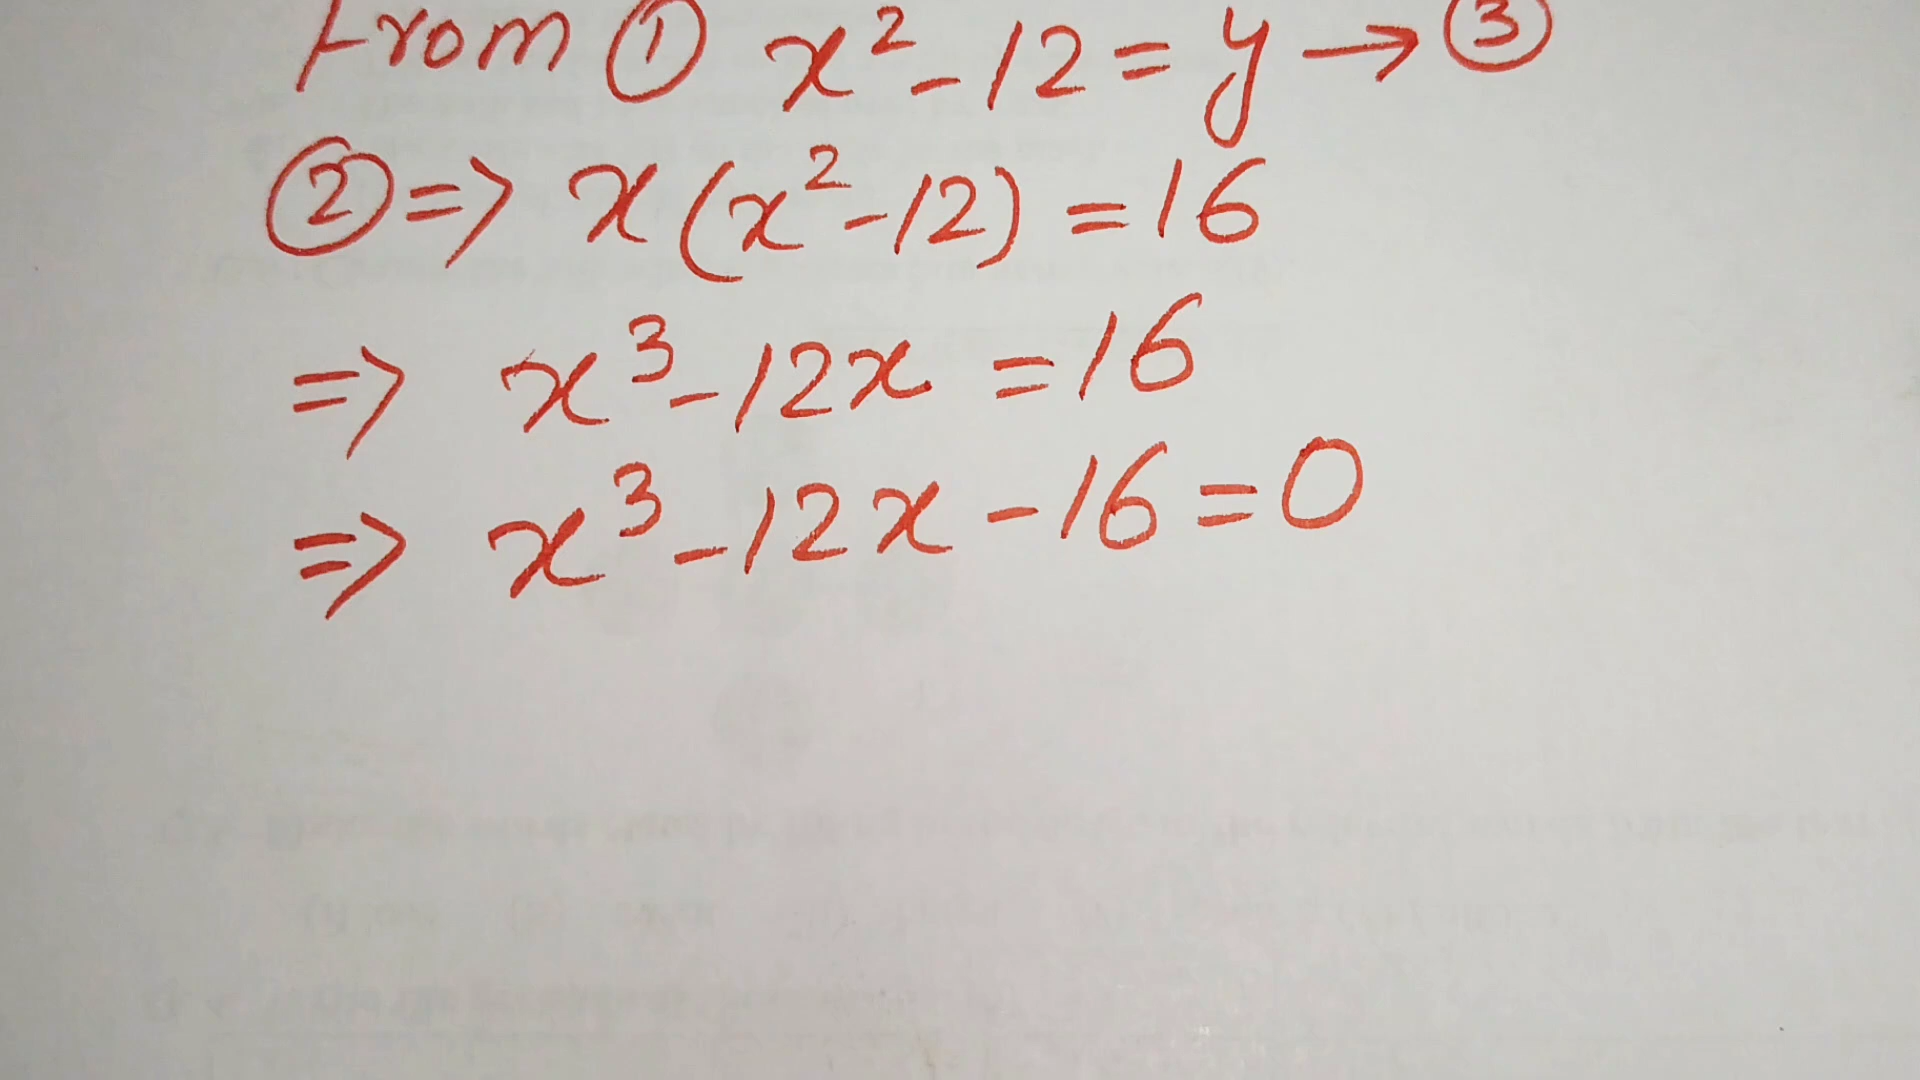 From ① x² - 12 = y → ③
② => x(x² - 12) = 16
=> x³ - 12x = 16
=> x³ - 12x - 16 = 0